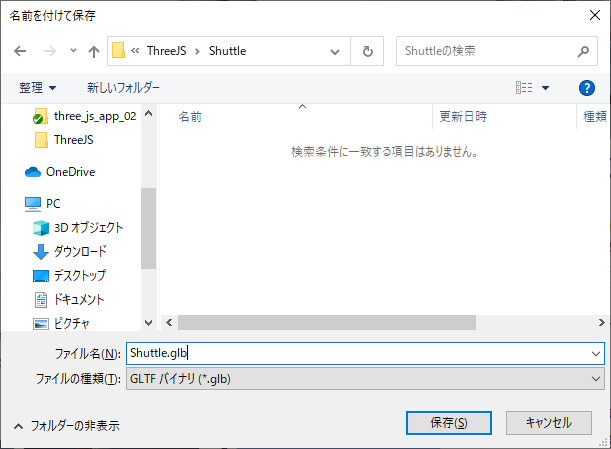 名前を付けて保存
« ThreeJS › Shuttle
Shuttleの検索
整理
新しいフォルダー
three_js_app_02
ThreeJS
OneDrive
PC
3D オブジェクト
ダウンロード
デスクトップ
ドキュメント
ピクチャ
名前
更新日時
種類
検索条件に一致する項目はありません。
ファイル名(N):
Shuttle.glb
ファイルの種類(T):
GLTF バイナリ (*.glb)
フォルダーの非表示
保存(S)
キャンセル